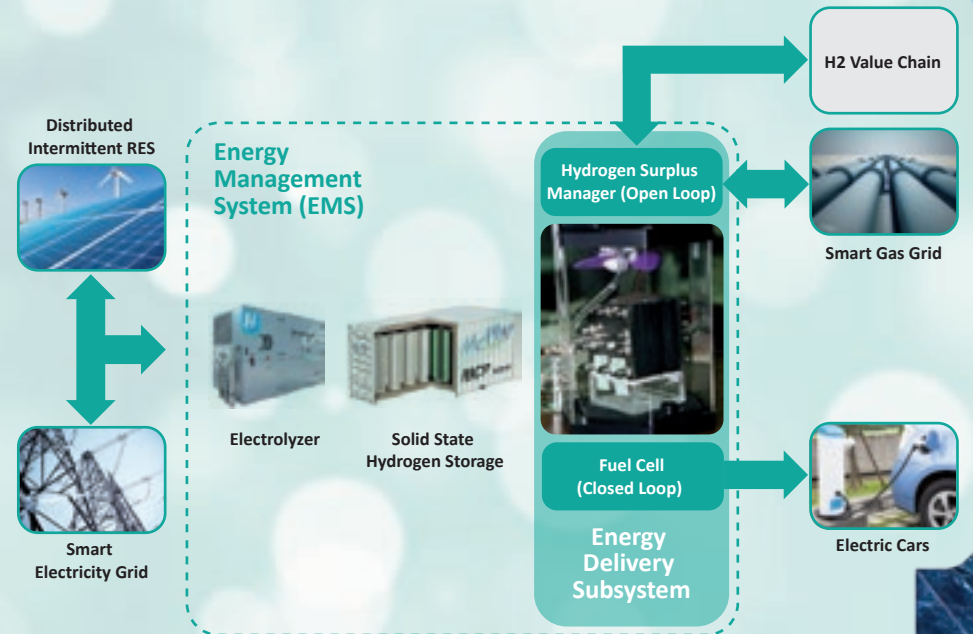 H2 Value Chain
Distributed
Intermittent RES
Energy
Management
System (EMS)
Hydrogen Surplus
Manager (Open Loop)
Smart Gas Grid
H
McPhy
Electrolyzer
Solid State
Hydrogen Storage
Fuel Cell
(Closed Loop)
Smart
Electricity Grid
Energy
Delivery
Subsystem
Electric Cars